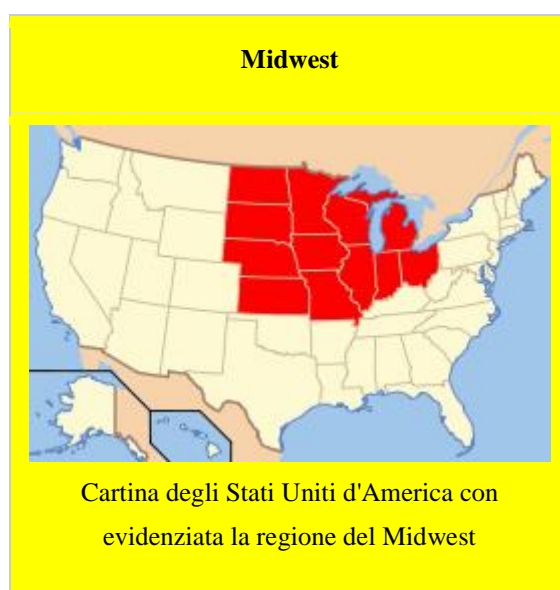 Midwest
Cartina degli Stati Uniti d'America con
evidenziata la regione del Midwest